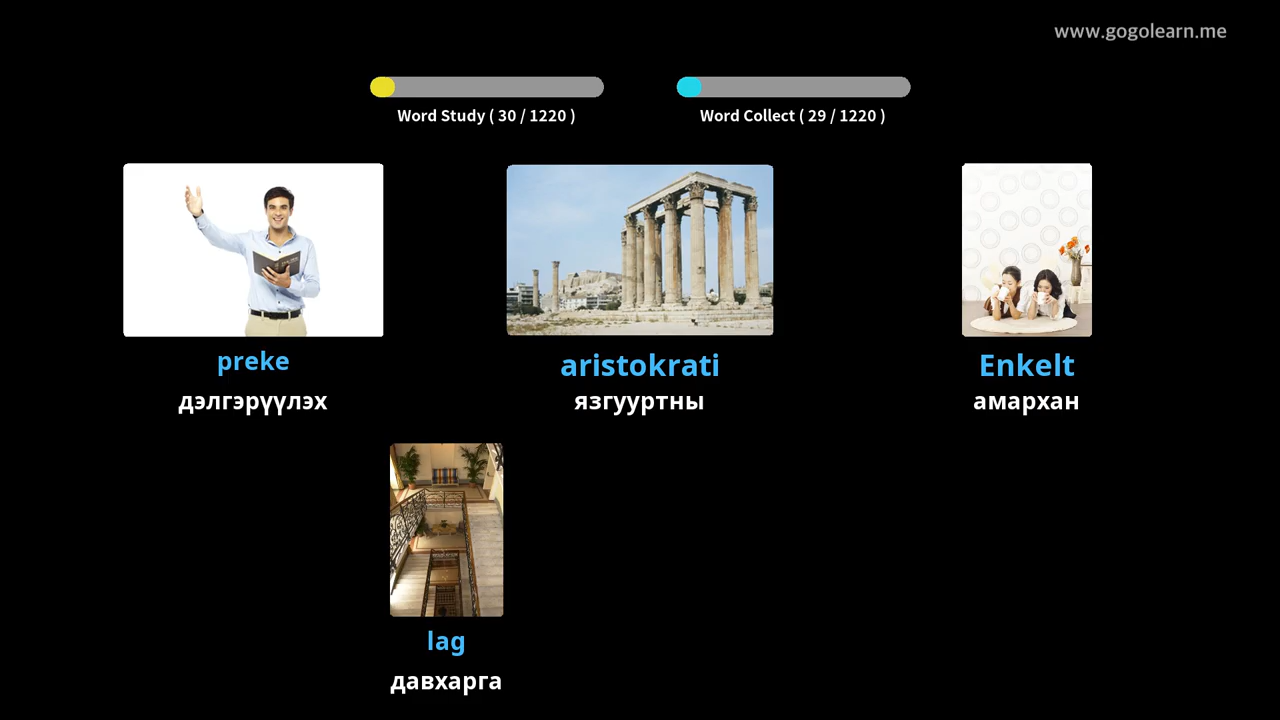 www.gogolearn.me
Word Study ( 30 / 1220 )
Word Collect ( 29 / 1220 )
preke
дэлгэрүүлэх
aristokrati
язгууртны
Enkelt
амархан
lag
давхарга